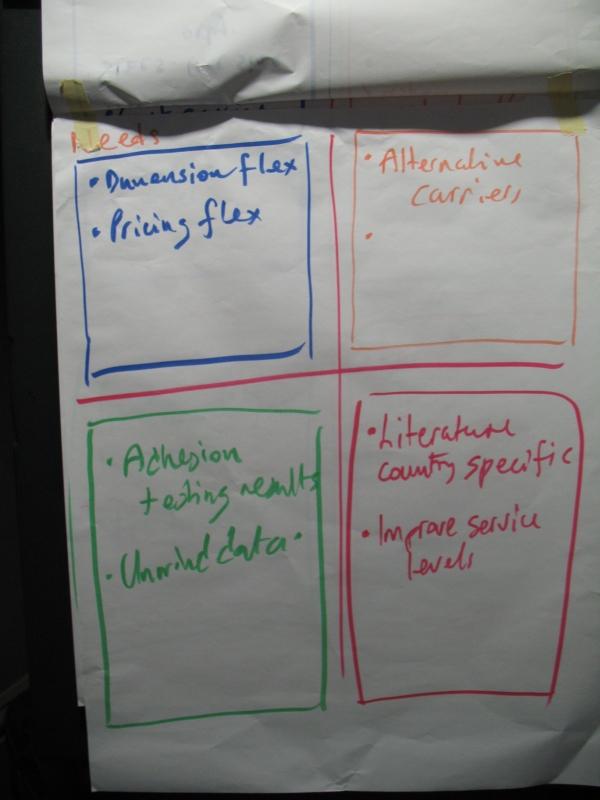 Needs
• Dimension flex
• Pricing flex
• Alternative
carriers
•
• Adhesion
testing results
• Unwind data •
• Literature
country specific
• Improve service
levels